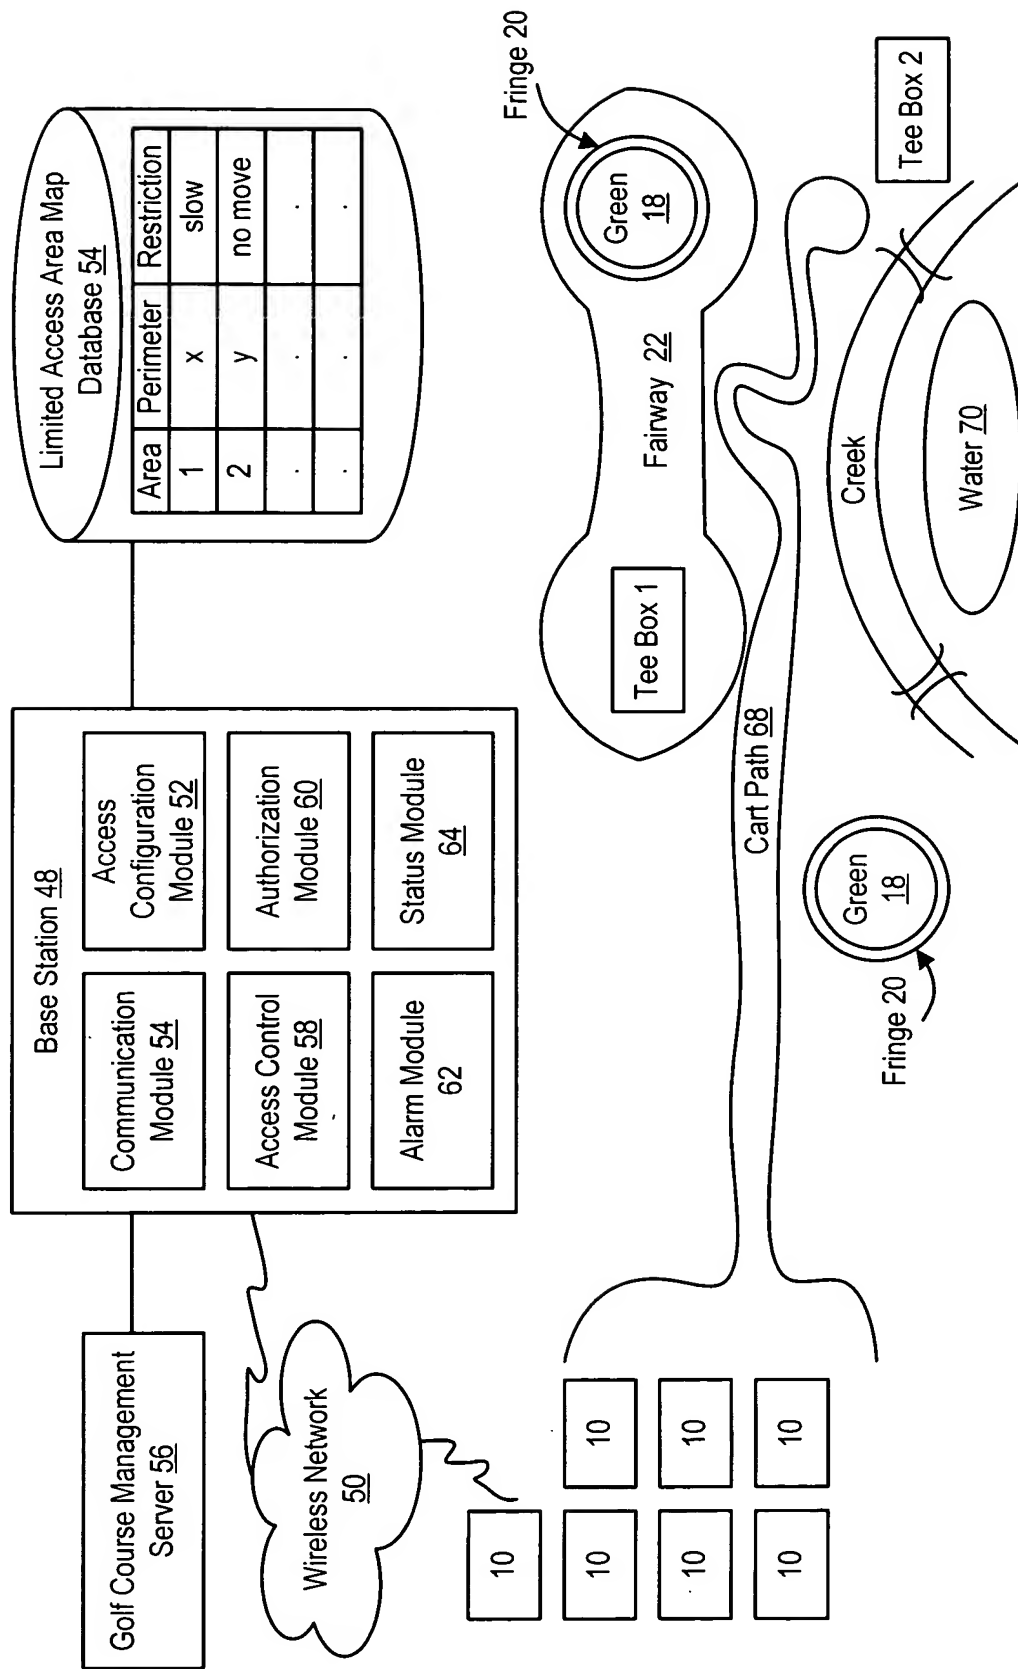 Golf Course Management
Server 56
Base Station 48
Communication
Module 54
Access
Configuration
Module 52
Access Control
Module 58
Authorization
Module 60
Alarm Module
62
Status Module
64
Limited Access Area Map
Database 54
Area Perimeter Restriction
1 x slow
2 y no move
. . .
. . .
Wireless Network
50
10
10
10
10
10
10
10
Tee Box 1
Fairway 22
Green
18
Fringe 20
Cart Path 68
Green
18
Fringe 20
Creek
Water 70
Tee Box 2